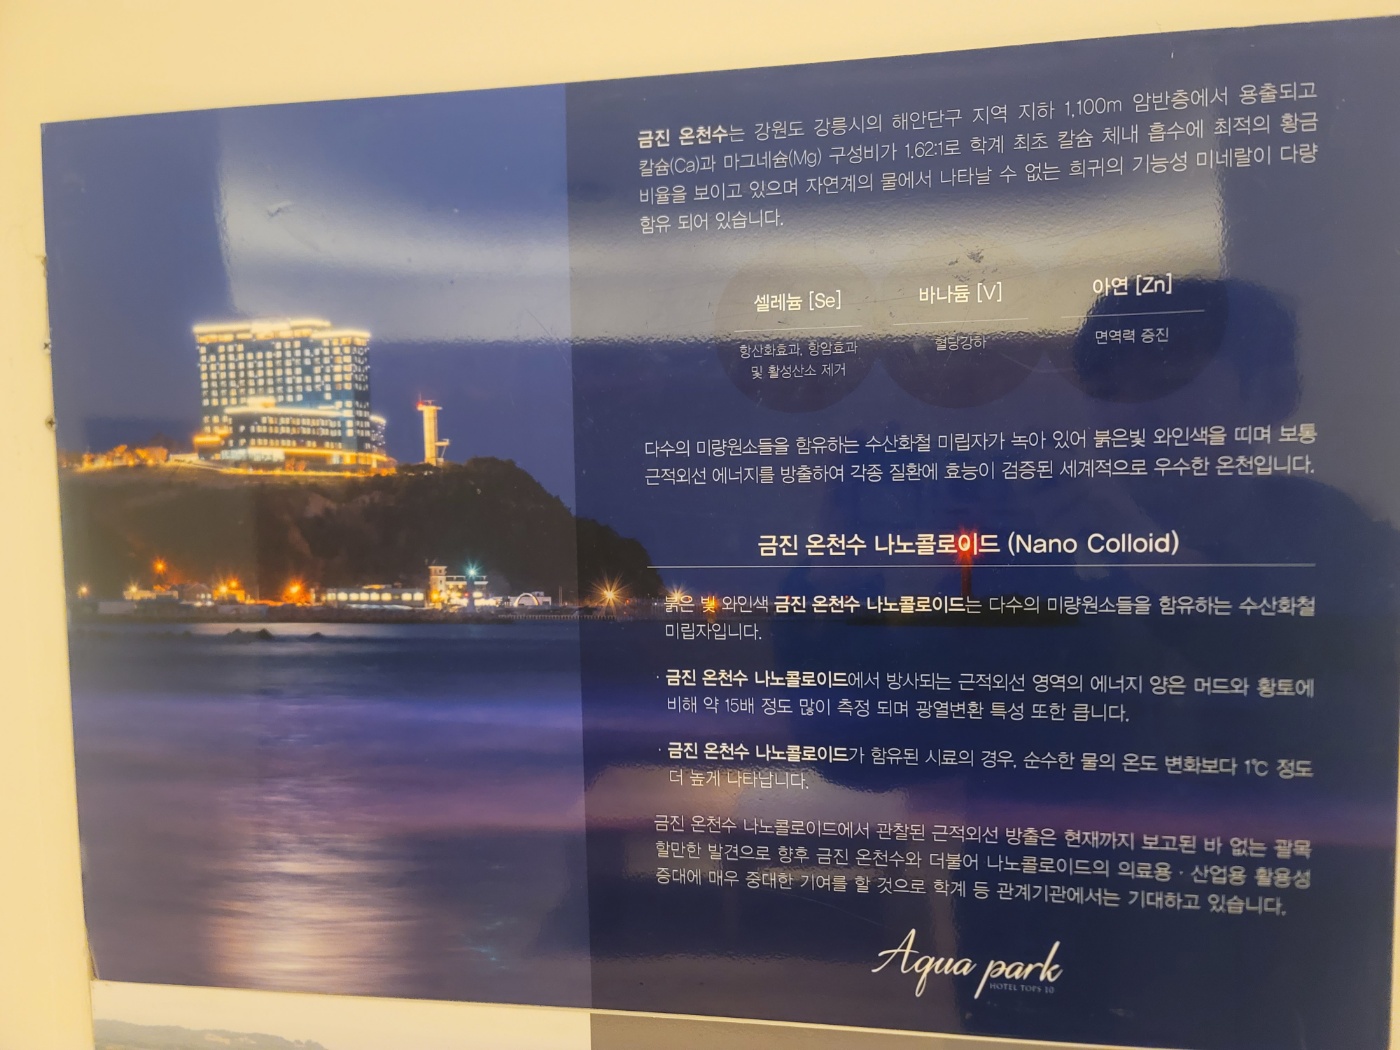 금진 온천수는 강원도 강릉시의 해안단구 지역 지하 1,100m 암반층에서 용출되고
칼슘(Ca)과 마그네슘(Mg) 구성비가 1.62:1로 학계 최초 칼슘 체내 흡수에 최적의 황금
비율을 보이고 있으며 자연계의 물에서 나타날 수 없는 희귀의 기능성 미네랄이 다량
함유 되어 있습니다.
셀레늄 [Se]
항산화효과, 항암효과
및 활성산소 제거
바나듐 [V]
혈당강하
아연 [Zn]
면역력 증진
다수의 미량원소들을 함유하는 수산화철 미립자가 녹아 있어 붉은빛 와인색을 띠며 보통
근적외선 에너지를 방출하여 각종 질환에 효능이 검증된 세계적으로 우수한 온천입니다.
금진 온천수 나노콜로이드 (Nano Colloid)
붉은 빛 와인색 금진 온천수 나노콜로이드는 다수의 미량원소들을 함유하는 수산화철
미립자입니다.
· 금진 온천수 나노콜로이드에서 방사되는 근적외선 영역의 에너지 양은 머드와 황토에
비해 약 15배 정도 많이 측정 되며 광열변환 특성 또한 큽니다.
· 금진 온천수 나노콜로이드가 함유된 시료의 경우, 순수한 물의 온도 변화보다 1℃ 정도
더 높게 나타납니다.
금진 온천수 나노콜로이드에서 관찰된 근적외선 방출은 현재까지 보고된 바 없는 괄목
할만한 발견으로 향후 금진 온천수와 더불어 나노콜로이드의 의료용 · 산업용 활용성
증대에 매우 중대한 기여를 할 것으로 학계 등 관계기관에서는 기대하고 있습니다.
Aqua park
HOTEL TOPS 10